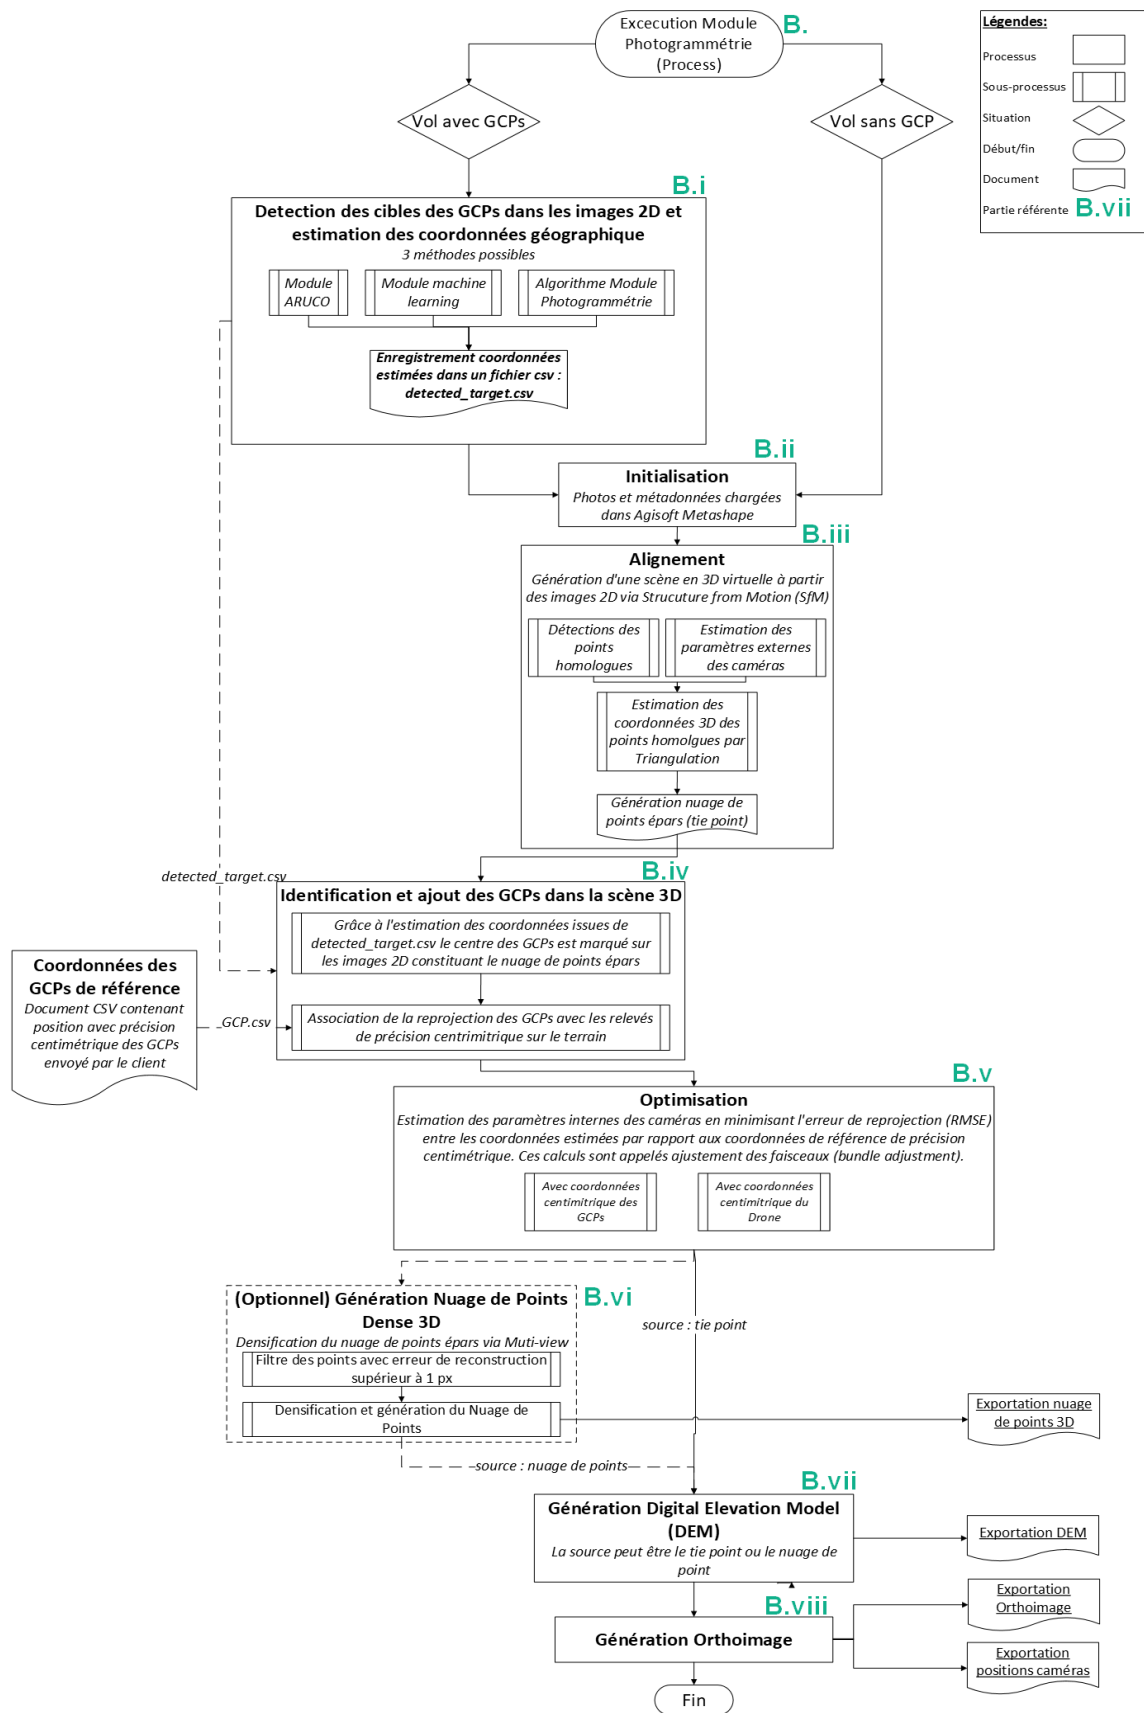 Excecution Module
Photogrammétrie
(Process)
B.
Légendes:
Processus
Sous-processus
Situation
Début/fin
Document
Partie référente B.vii
Vol avec GCPs
Vol sans GCP
B.i
Detection des cibles des GCPs dans les images 2D et
estimation des coordonnées géographique
3 méthodes possibles
Module
ARUCO
Module machine
learning
Algorithme Module
Photogrammétrie
Enregistrement coordonnées
estimées dans un fichier csv :
detected_target.csv
B.ii
Initialisation
Photos et métadonnées chargées
dans Agisoft Metashape
B.iii
Alignement
Génération d'une scène en 3D virtuelle à partir
des images 2D via Strucuture from Motion (SfM)
Détections des
points
homologues
Estimation des
paramètres externes
des caméras
Estimation des
coordonnées 3D des
points homolgues par
Triangulation
Génération nuage de
points épars (tie point)
detected_target.csv
B.iv
Identification et ajout des GCPs dans la scène 3D
Grâce à l'estimation des coordonnées issues de
detected_target.csv le centre des GCPs est marqué sur
les images 2D constituant le nuage de points épars
Association de la reprojection des GCPs avec les relevés
de précision centrimitrique sur le terrain
Coordonnées des
GCPs de référence
Document CSV contenant
position avec précision
centimétrique des GCPs
envoyé par le client
GCP.csv
B.v
Optimisation
Estimation des paramètres internes des caméras en minimisant l'erreur de reprojection (RMSE)
entre les coordonnées estimées par rapport aux coordonnées de référence de précision
centimétrique. Ces calculs sont appelés ajustement des faisceaux (bundle adjustment).
Avec coordonnées
centimitrique des
GCPs
Avec coordonnées
centimitrique du
Drone
B.vi
(Optionnel) Génération Nuage de Points
Dense 3D
Densification du nuage de points épars via Muti-view
Filtre des points avec erreur de reconstruction
supérieur à 1 px
Densification et génération du Nuage de
Points
source : tie point
source : nuage de points
Exportation nuage
de points 3D
B.vii
Génération Digital Elevation Model
(DEM)
La source peut être le tie point ou le nuage de
point
Exportation DEM
B.viii
Génération Orthoimage
Exportation
Orthoimage
Exportation
positions caméras
Fin